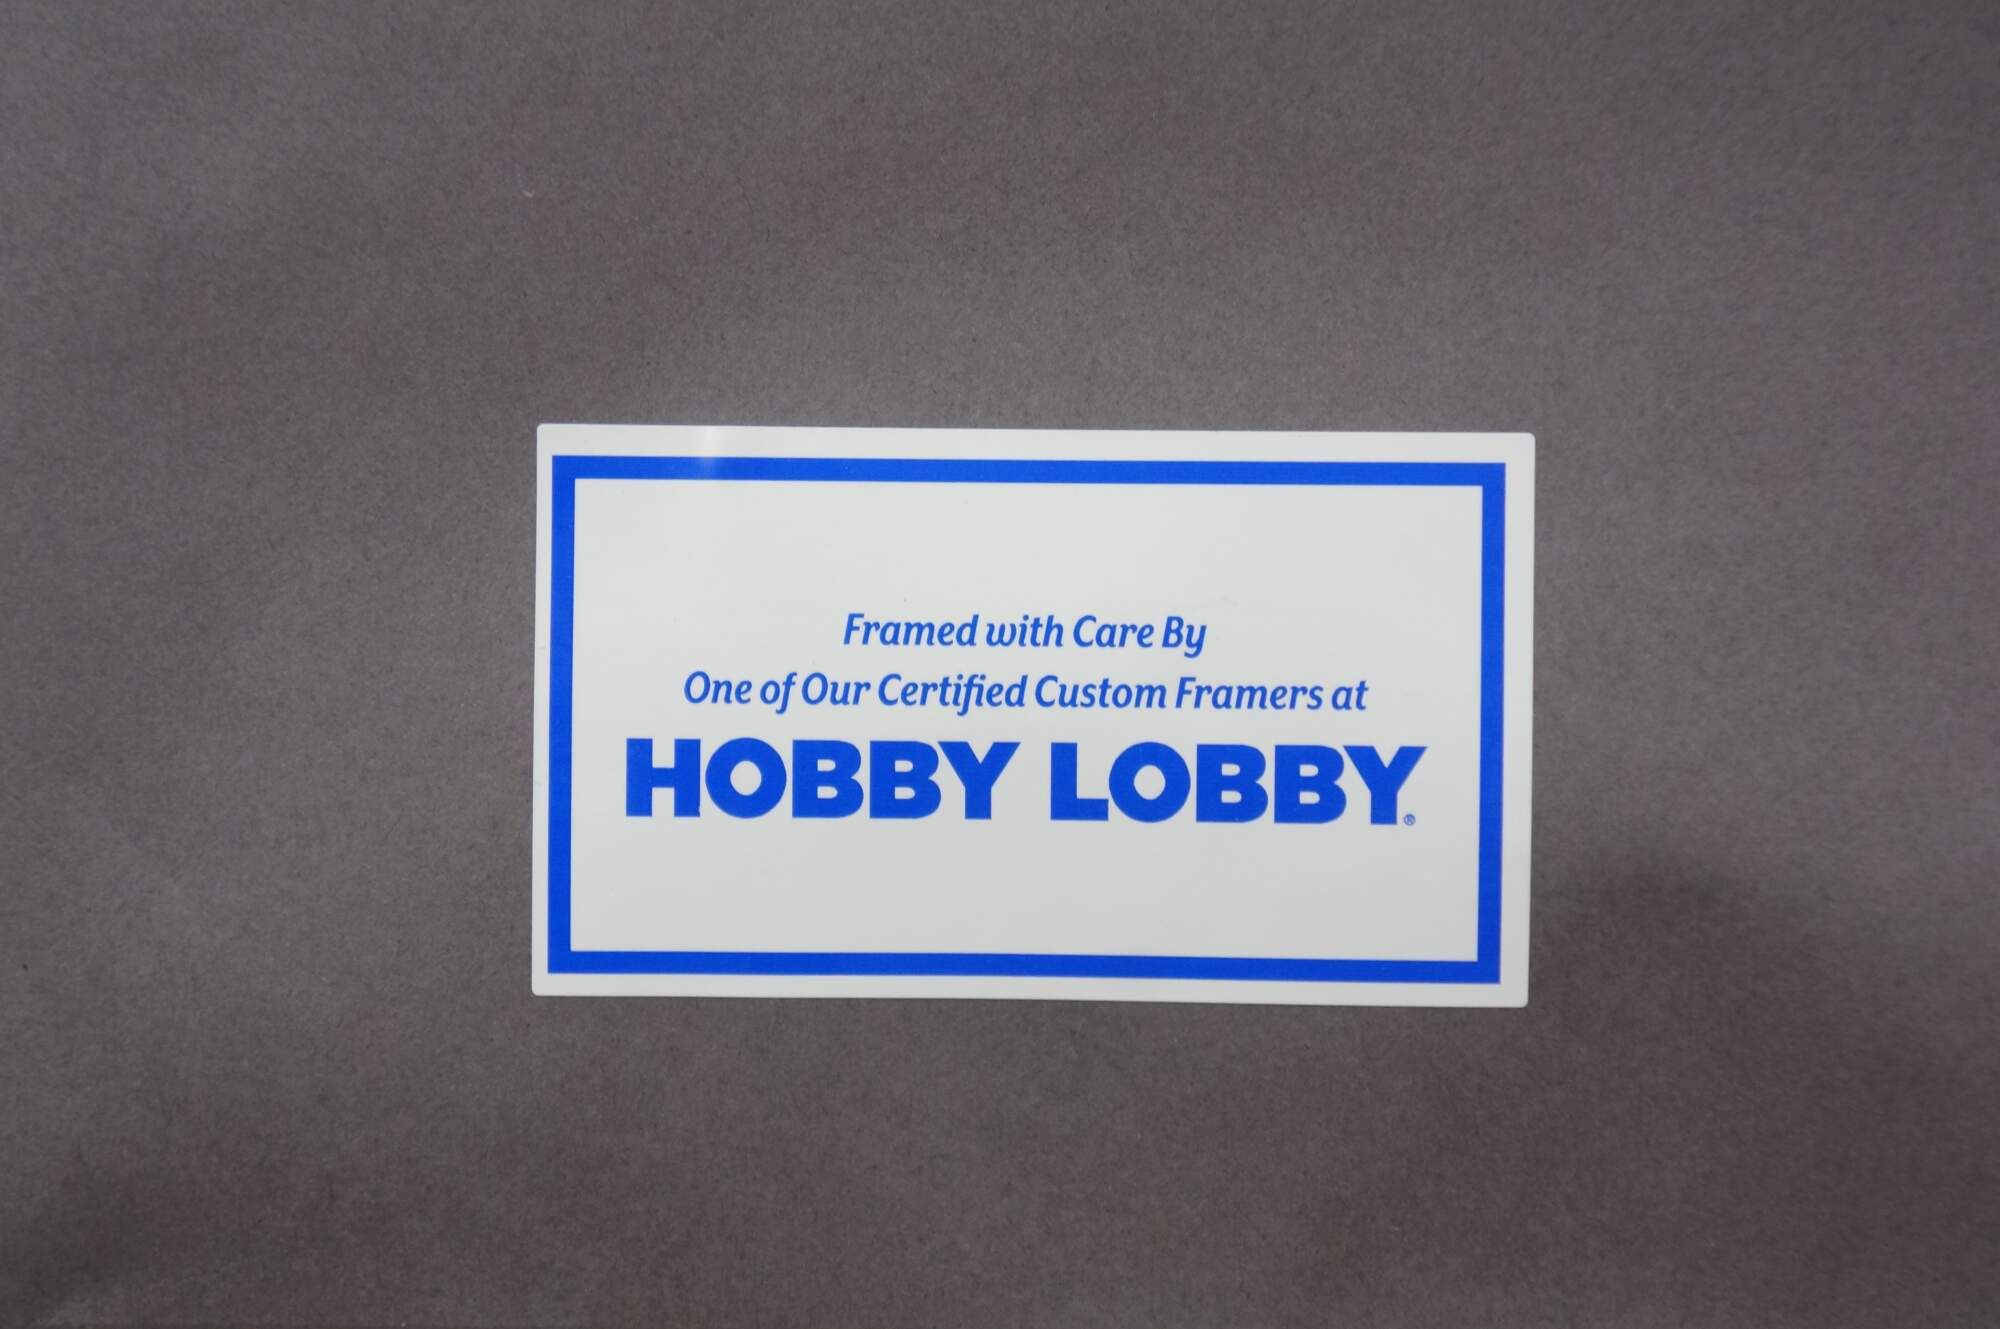 Framed with Care By
One of Our Certified Custom Framers at
HOBBY LOBBY®